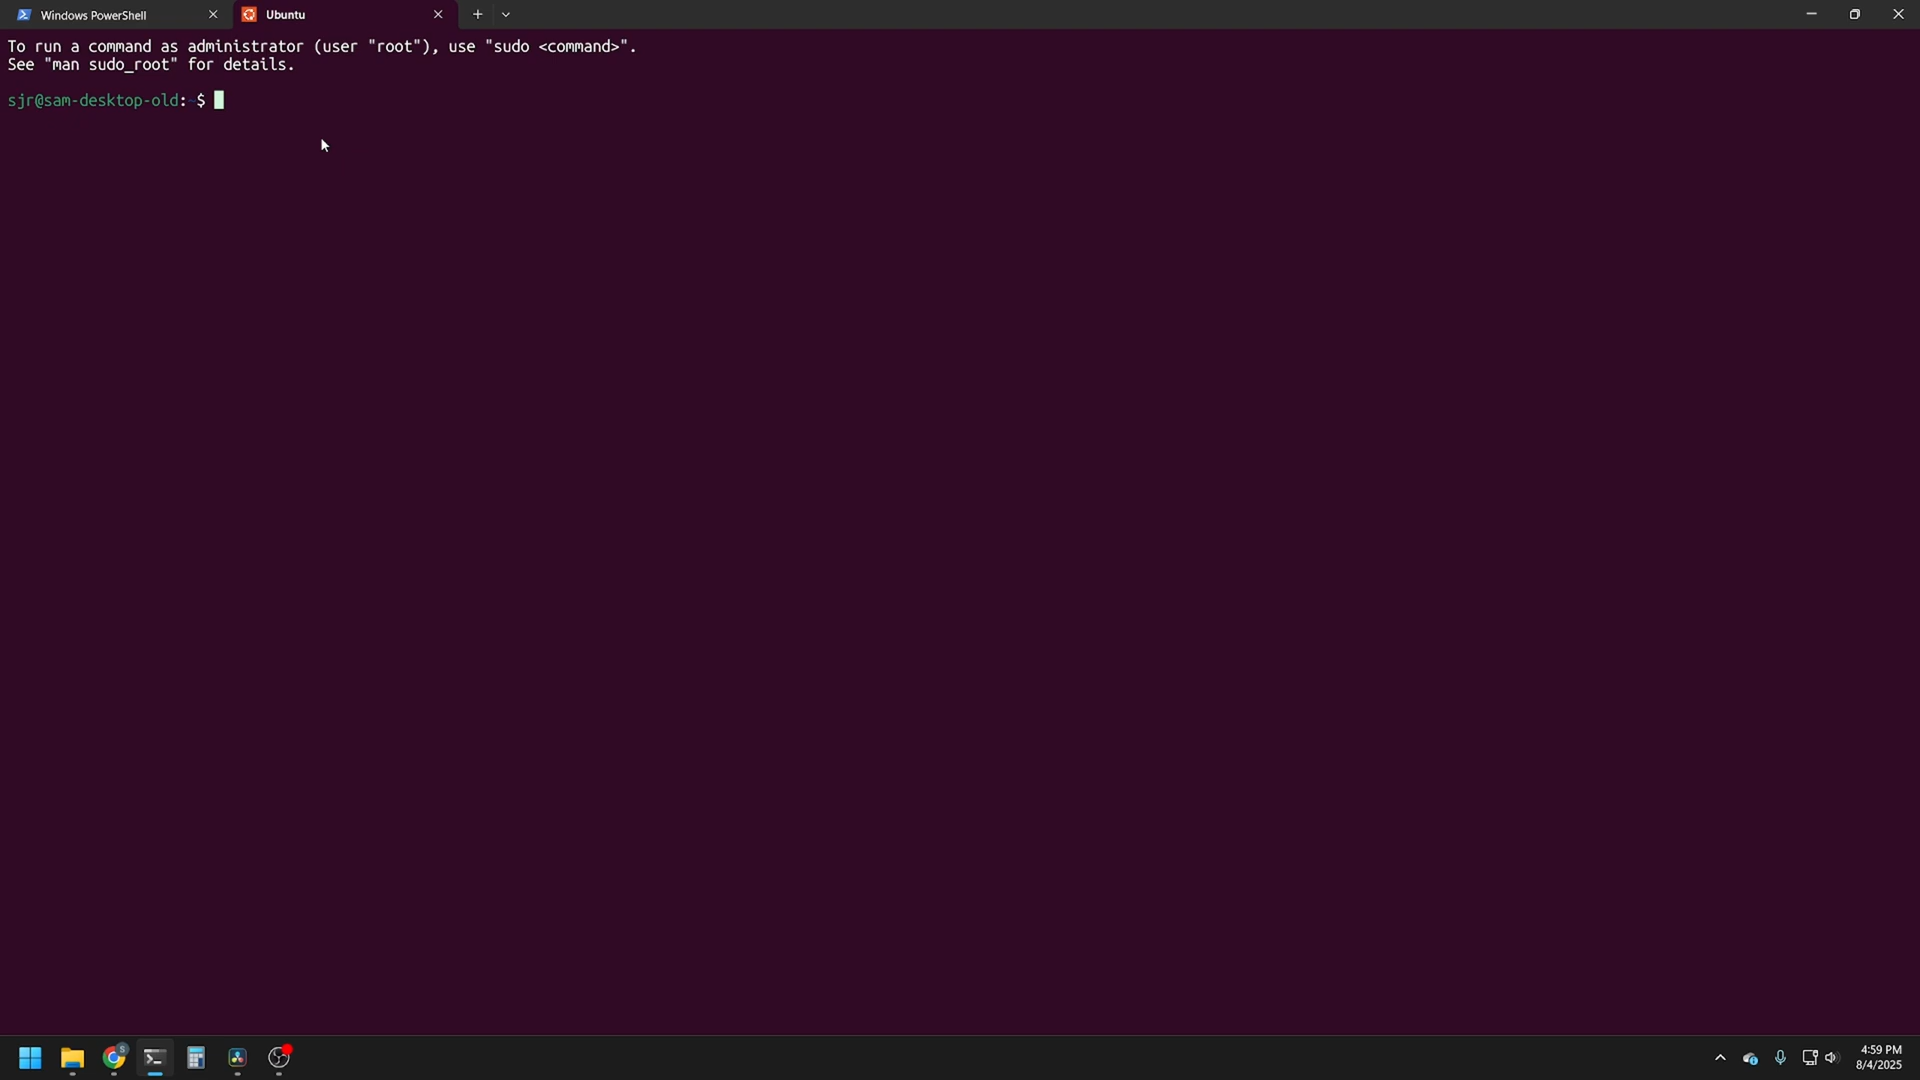 Windows PowerShell
Ubuntu
To run a command as administrator (user "root"), use "sudo <command>".
See "man sudo_root" for details.
sjr@sam-desktop-old:~$
S
4:59 PM
8/4/2025